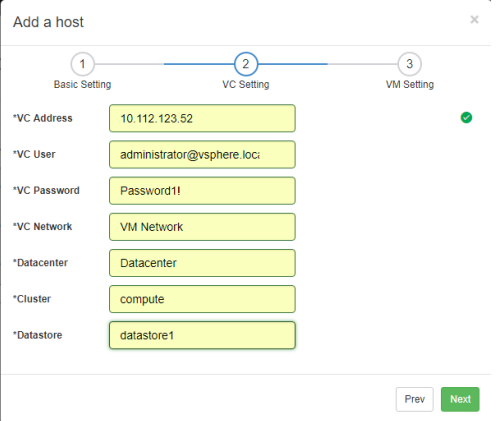 Add a host
×
1 2 3
Basic Setting VC Setting VM Setting
*VC Address 10.112.123.52
*VC User administrator@vsphere.loca
*VC Password Password1!
*VC Network VM Network
*Datacenter Datacenter
*Cluster compute
*Datastore datastore1
Prev Next